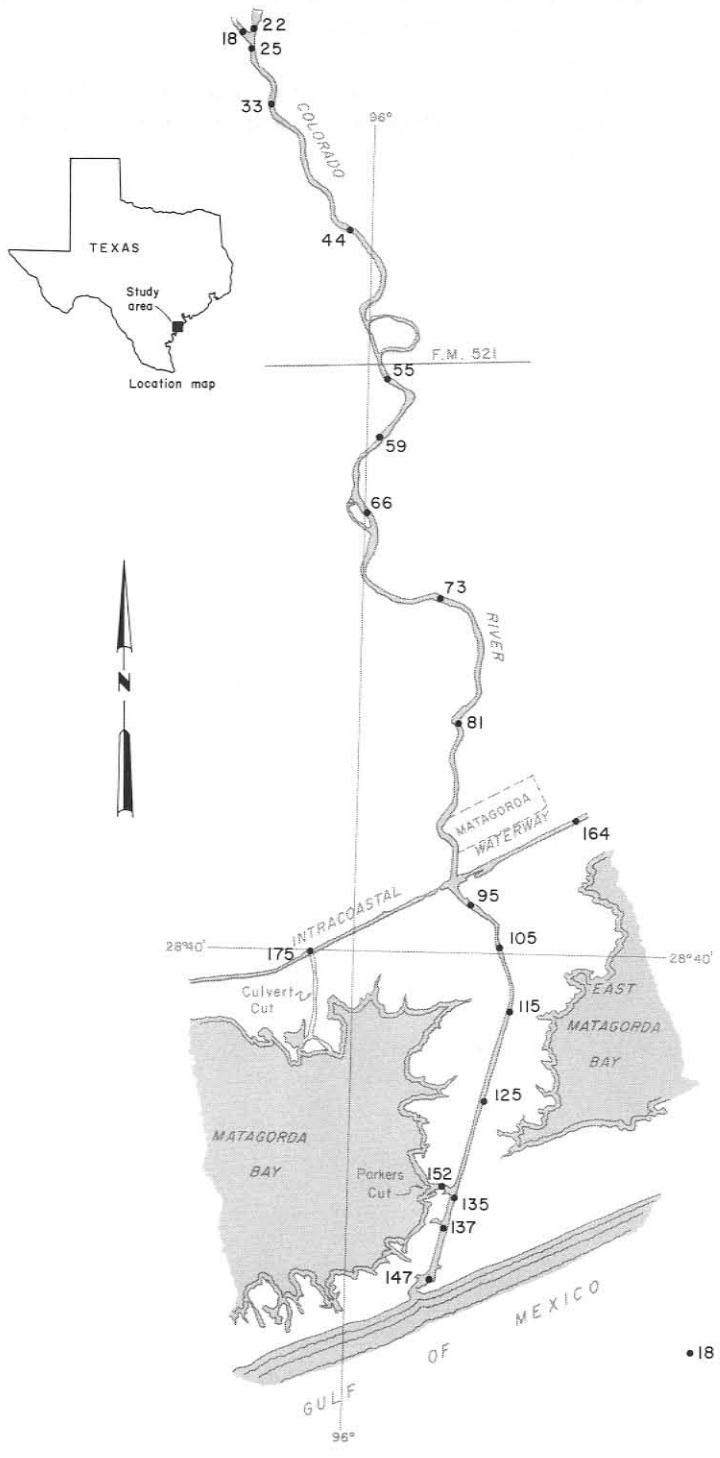 22
18
25
33
COLORADO
96°
44
TEXAS
Study
area
Location map
F.M. 521
55
59
66
73
RIVER
N
81
MATAGORDA
WATERWAY
164
INTRACOASTAL
95
28°40'
175
105
28°40'
Culvert
Cut
EAST
MATAGORDA
BAY
115
125
MATAGORDA
BAY
Parkers
Cut
152
135
137
147
GULF OF MEXICO
18
96°